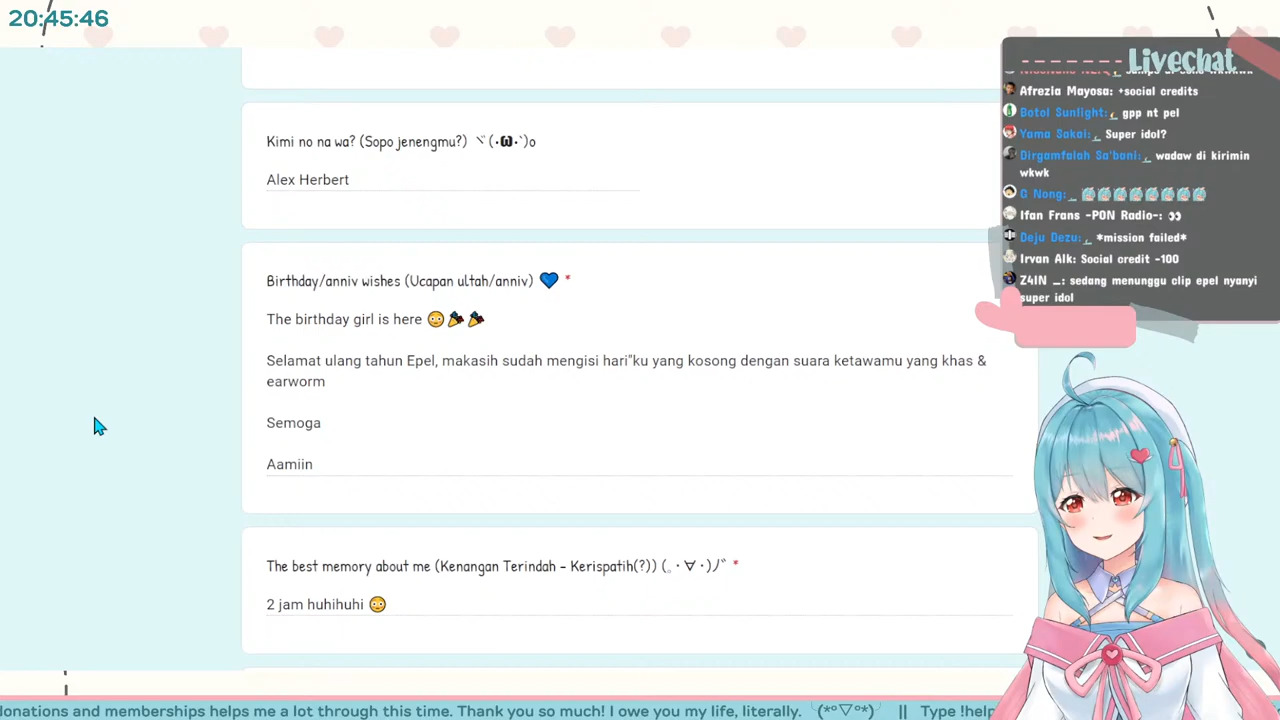 20:45:46
Kimi no na wa? (Sopo jenengmu?) ヾ(･ω･`)o
Alex Herbert
Birthday/anniv wishes (Ucapan ultah/anniv) 💙 *
The birthday girl is here 😳🎉🎉
Selamat ulang tahun Epel, makasih sudah mengisi hari"ku yang kosong dengan suara ketawamu yang khas &
earworm
Semoga
Aamiin
The best memory about me (Kenangan Terindah - Kerispatih(?)) (｡･∀･)ﾉﾞ *
2 jam huhihuhi 😳
Livechat
Afrezia Mayosa: +social credits
Botol Sunlight: gpp nt pel
Yama Sakai: Super idol?
Dirgamfalah Sa'bani: wadaw di kirimin
wkwk
G Nong:
Ifan Frans -PON Radio-: 👀
Deju Dezu: *mission failed*
Irvan Alk: Social credit -100
Z4IN _: sedang menunggu clip epel nyanyi
super idol
donations and memberships helps me a lot through this time. Thank you so much! I owe you my life, literally. (*°▽°*) || Type !help